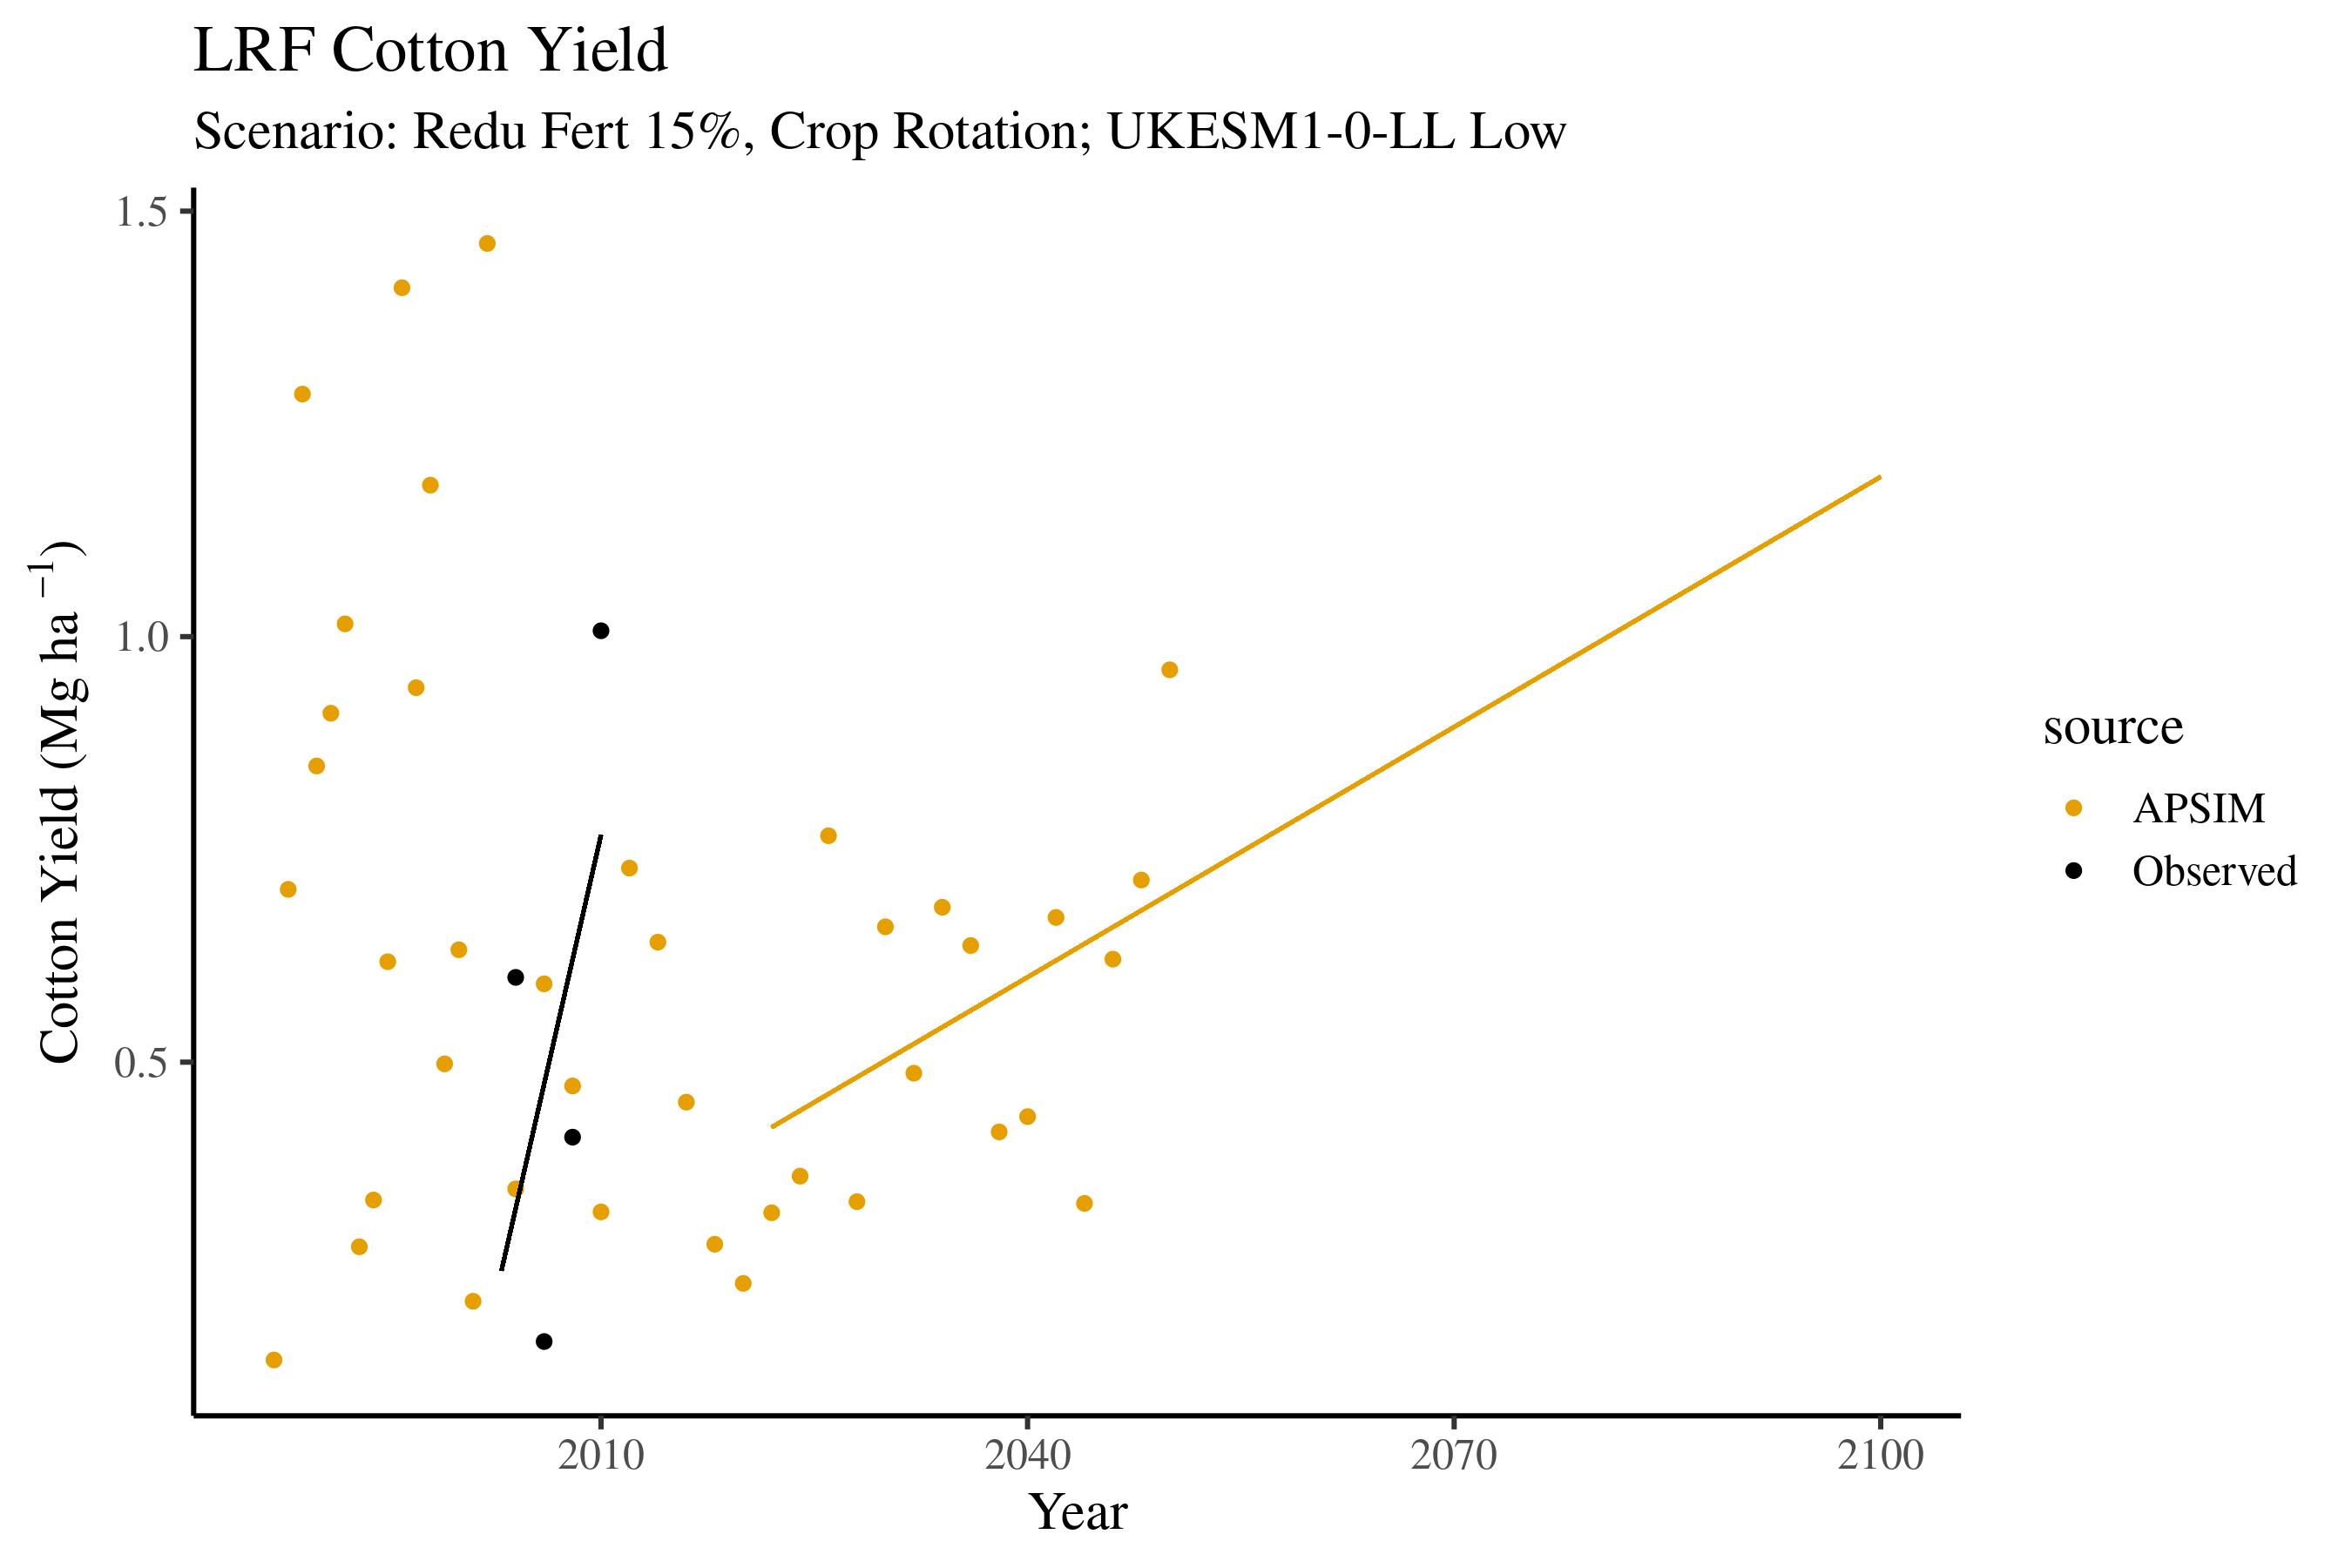 LRF Cotton Yield
Scenario: Redu Fert 15%, Crop Rotation; UKESM1-0-LL Low
Cotton Yield (Mg ha −1)
1.5
1.0
0.5
2010
2040
2070
2100
Year
source
APSIM
Observed